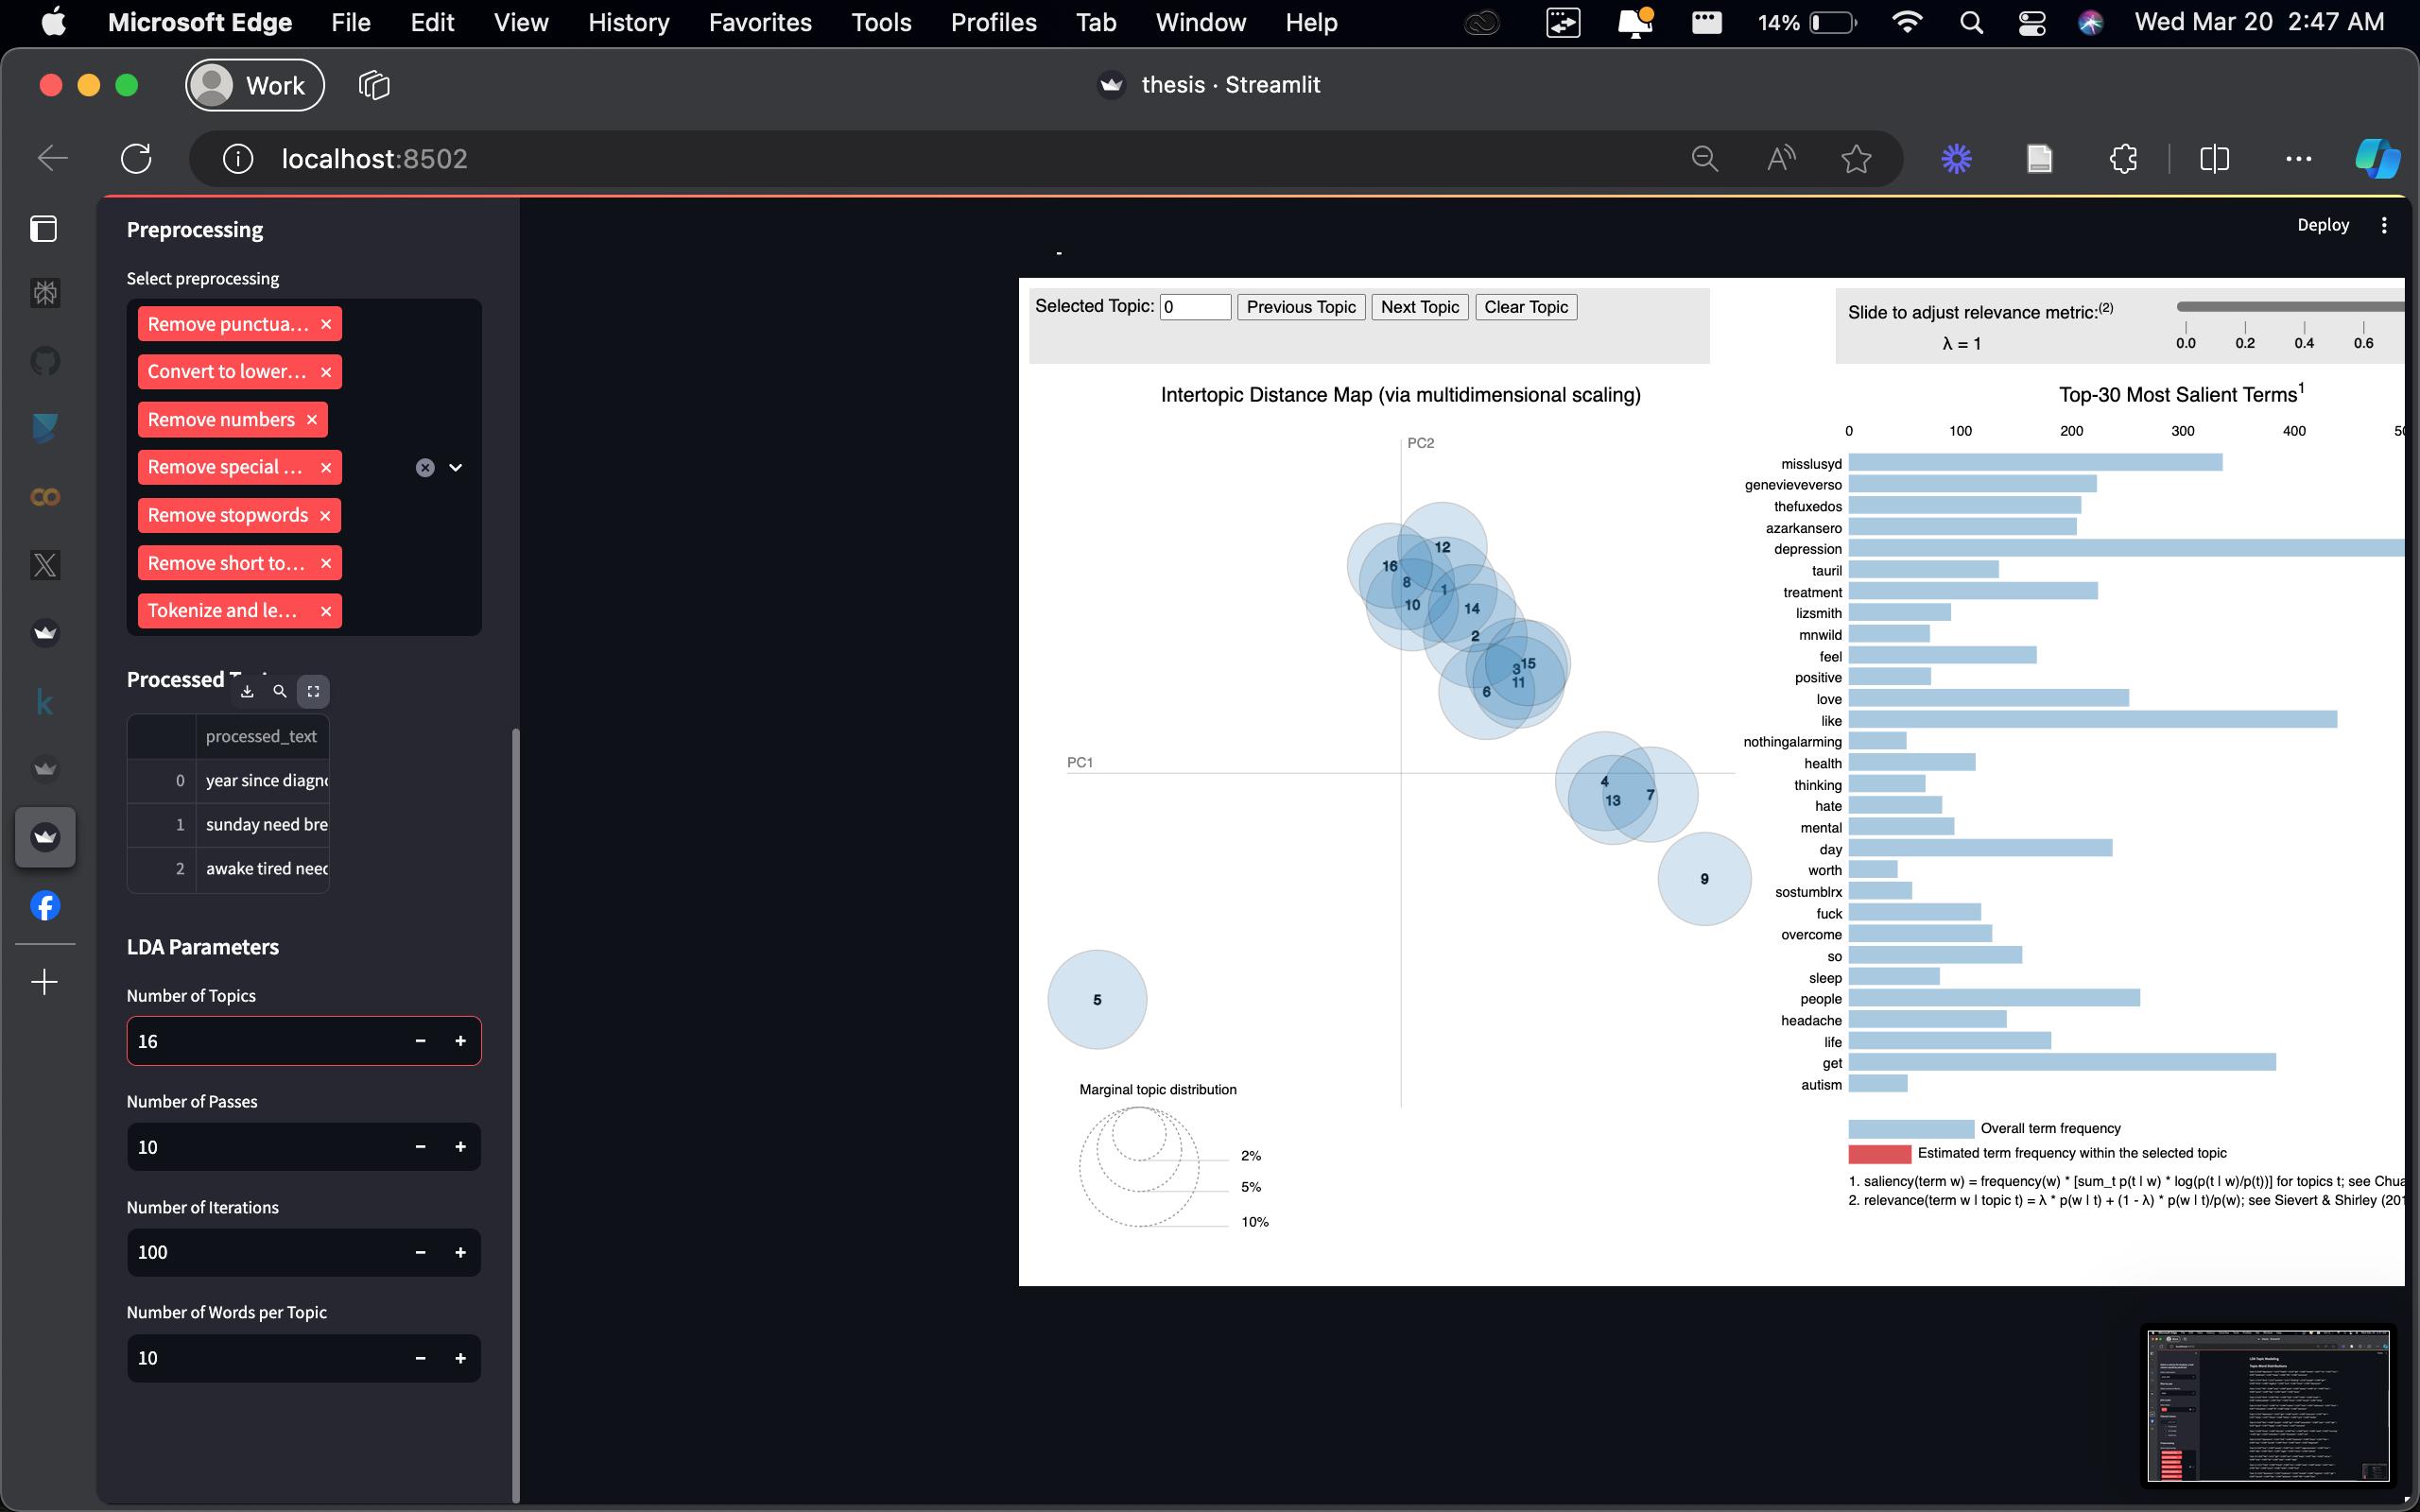 Microsoft Edge File Edit View History Favorites Tools Profiles Tab Window Help 14% Wed Mar 20 2:47 AM
Work
thesis · Streamlit
localhost:8502
Deploy
Preprocessing
Select preprocessing
Remove punctua...
Convert to lower...
Remove numbers
Remove special ...
Remove stopwords
Remove short to...
Tokenize and le...
Processed
processed_text
0 year since diagn
1 sunday need bre
2 awake tired need
LDA Parameters
Number of Topics
16
Number of Passes
10
Number of Iterations
100
Number of Words per Topic
10
Selected Topic: 0 Previous Topic Next Topic Clear Topic
Slide to adjust relevance metric:(2)
λ = 1
0.0 0.2 0.4 0.6
Intertopic Distance Map (via multidimensional scaling)
PC2
PC1
12
16
8
1
10
14
2
15
3
11
6
4
7
13
9
5
Marginal topic distribution
2%
5%
10%
Top-30 Most Salient Terms1
0 100 200 300 400
misslusyd
genevieveverso
thefuxedos
azarkansero
depression
tauril
treatment
lizsmith
mnwild
feel
positive
love
like
nothingalarming
health
thinking
hate
mental
day
worth
sostumblrx
fuck
overcome
so
sleep
people
headache
life
get
autism
Overall term frequency
Estimated term frequency within the selected topic
1. saliency(term w) = frequency(w) * [sum_t p(t | w) * log(p(t | w)/p(t))] for topics t; see Chua
2. relevance(term w | topic t) = λ * p(w | t) + (1 - λ) * p(w | t)/p(w); see Sievert & Shirley (201